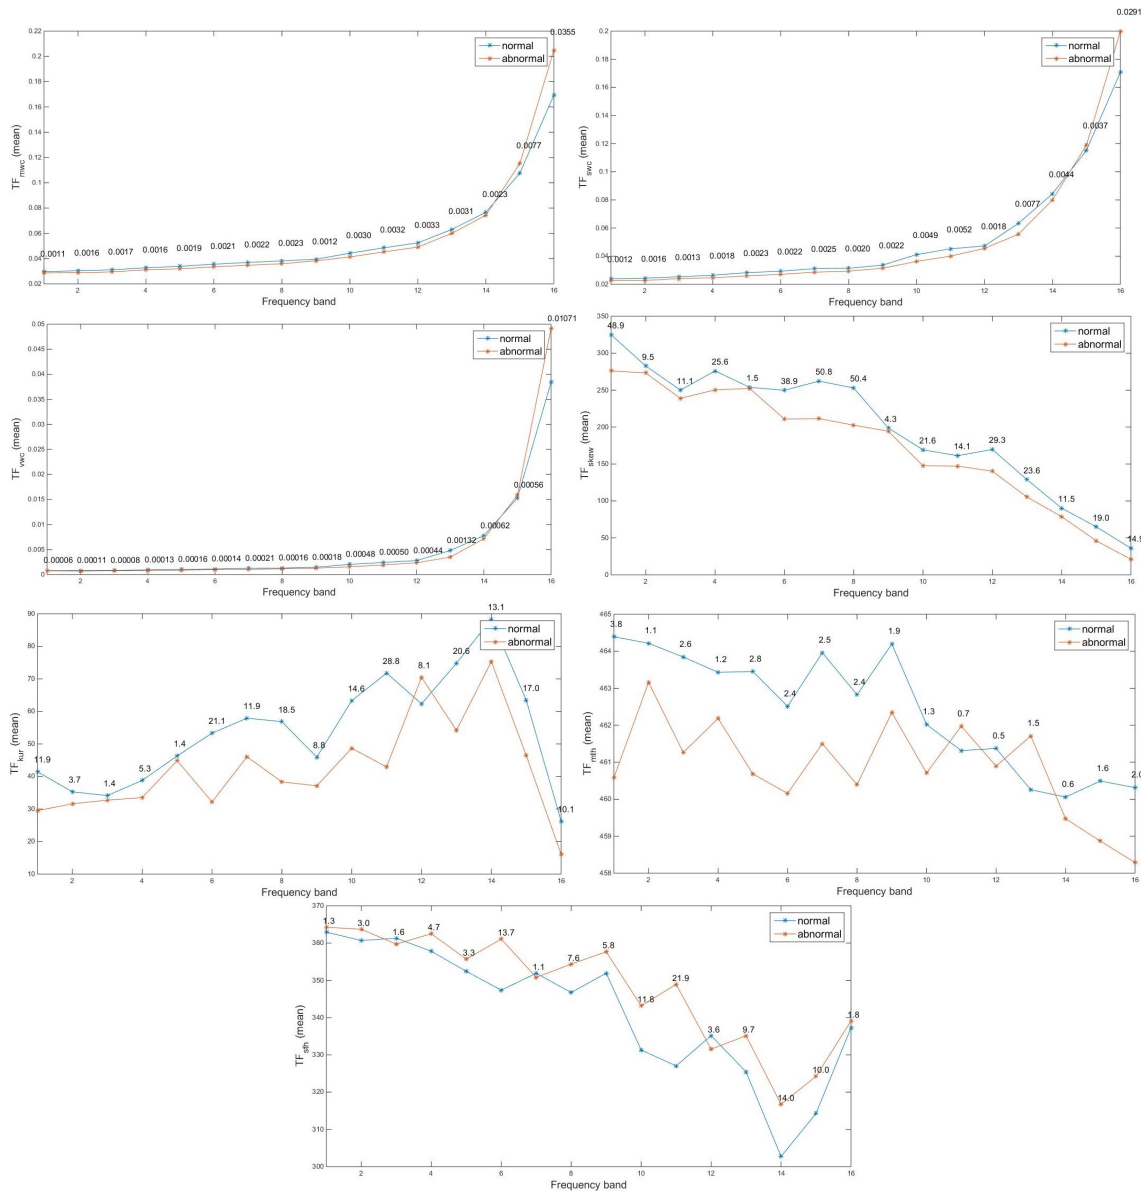 0.0291
0.22
0.2
0.18
0.16
0.14
0.12
0.1
0.08
0.06
0.04
0.02
TF mwc (mean)
normal
abnormal
0.0011 0.0016 0.0017 0.0016 0.0019 0.0021 0.0022 0.0023 0.0012 0.0030 0.0032 0.0033 0.0031 0.0023 0.0077 0.0355
2 4 6 8 10 12 14 16
Frequency band
0.2
0.18
0.16
0.14
0.12
0.1
0.08
0.06
0.04
0.02
TF swc (mean)
normal
abnormal
0.0012 0.0016 0.0013 0.0018 0.0023 0.0022 0.0025 0.0020 0.0022 0.0049 0.0052 0.0018 0.0077 0.0044 0.0037
2 4 6 8 10 12 14 16
Frequency band
0.05
0.045
0.04
0.035
0.03
0.025
0.02
0.015
0.01
0.005
0
TF vwc (mean)
normal
abnormal
0.00006 0.00011 0.00008 0.00013 0.00016 0.00014 0.00021 0.00016 0.00018 0.00048 0.00050 0.00044 0.00132 0.00062 0.00056 0.01071
2 4 6 8 10 12 14 16
Frequency band
350
300
250
200
150
100
50
0
TF skew (mean)
normal
abnormal
48.9 9.5 11.1 25.6 1.5 38.9 50.8 50.4 4.3 21.6 14.1 29.3 23.6 11.5 19.0 14.9
2 4 6 8 10 12 14 16
Frequency band
90
80
70
60
50
40
30
20
10
TF kur (mean)
normal
abnormal
11.9 3.7 1.4 5.3 1.4 21.1 11.9 18.5 8.8 14.6 28.8 8.1 20.6 13.1 17.0 10.1
2 4 6 8 10 12 14 16
Frequency band
465
464
463
462
461
460
459
458
TF mth (mean)
normal
abnormal
3.8 1.1 2.6 1.2 2.8 2.4 2.5 2.4 1.9 1.3 0.7 0.5 1.5 0.6 1.6 2.0
2 4 6 8 10 12 14 16
Frequency band
370
360
350
340
330
320
310
300
TF sth (mean)
normal
abnormal
1.3 3.0 1.6 4.7 3.3 13.7 1.1 7.6 5.8 11.8 21.9 3.6 9.7 14.0 10.0 1.8
2 4 6 8 10 12 14 16
Frequency band